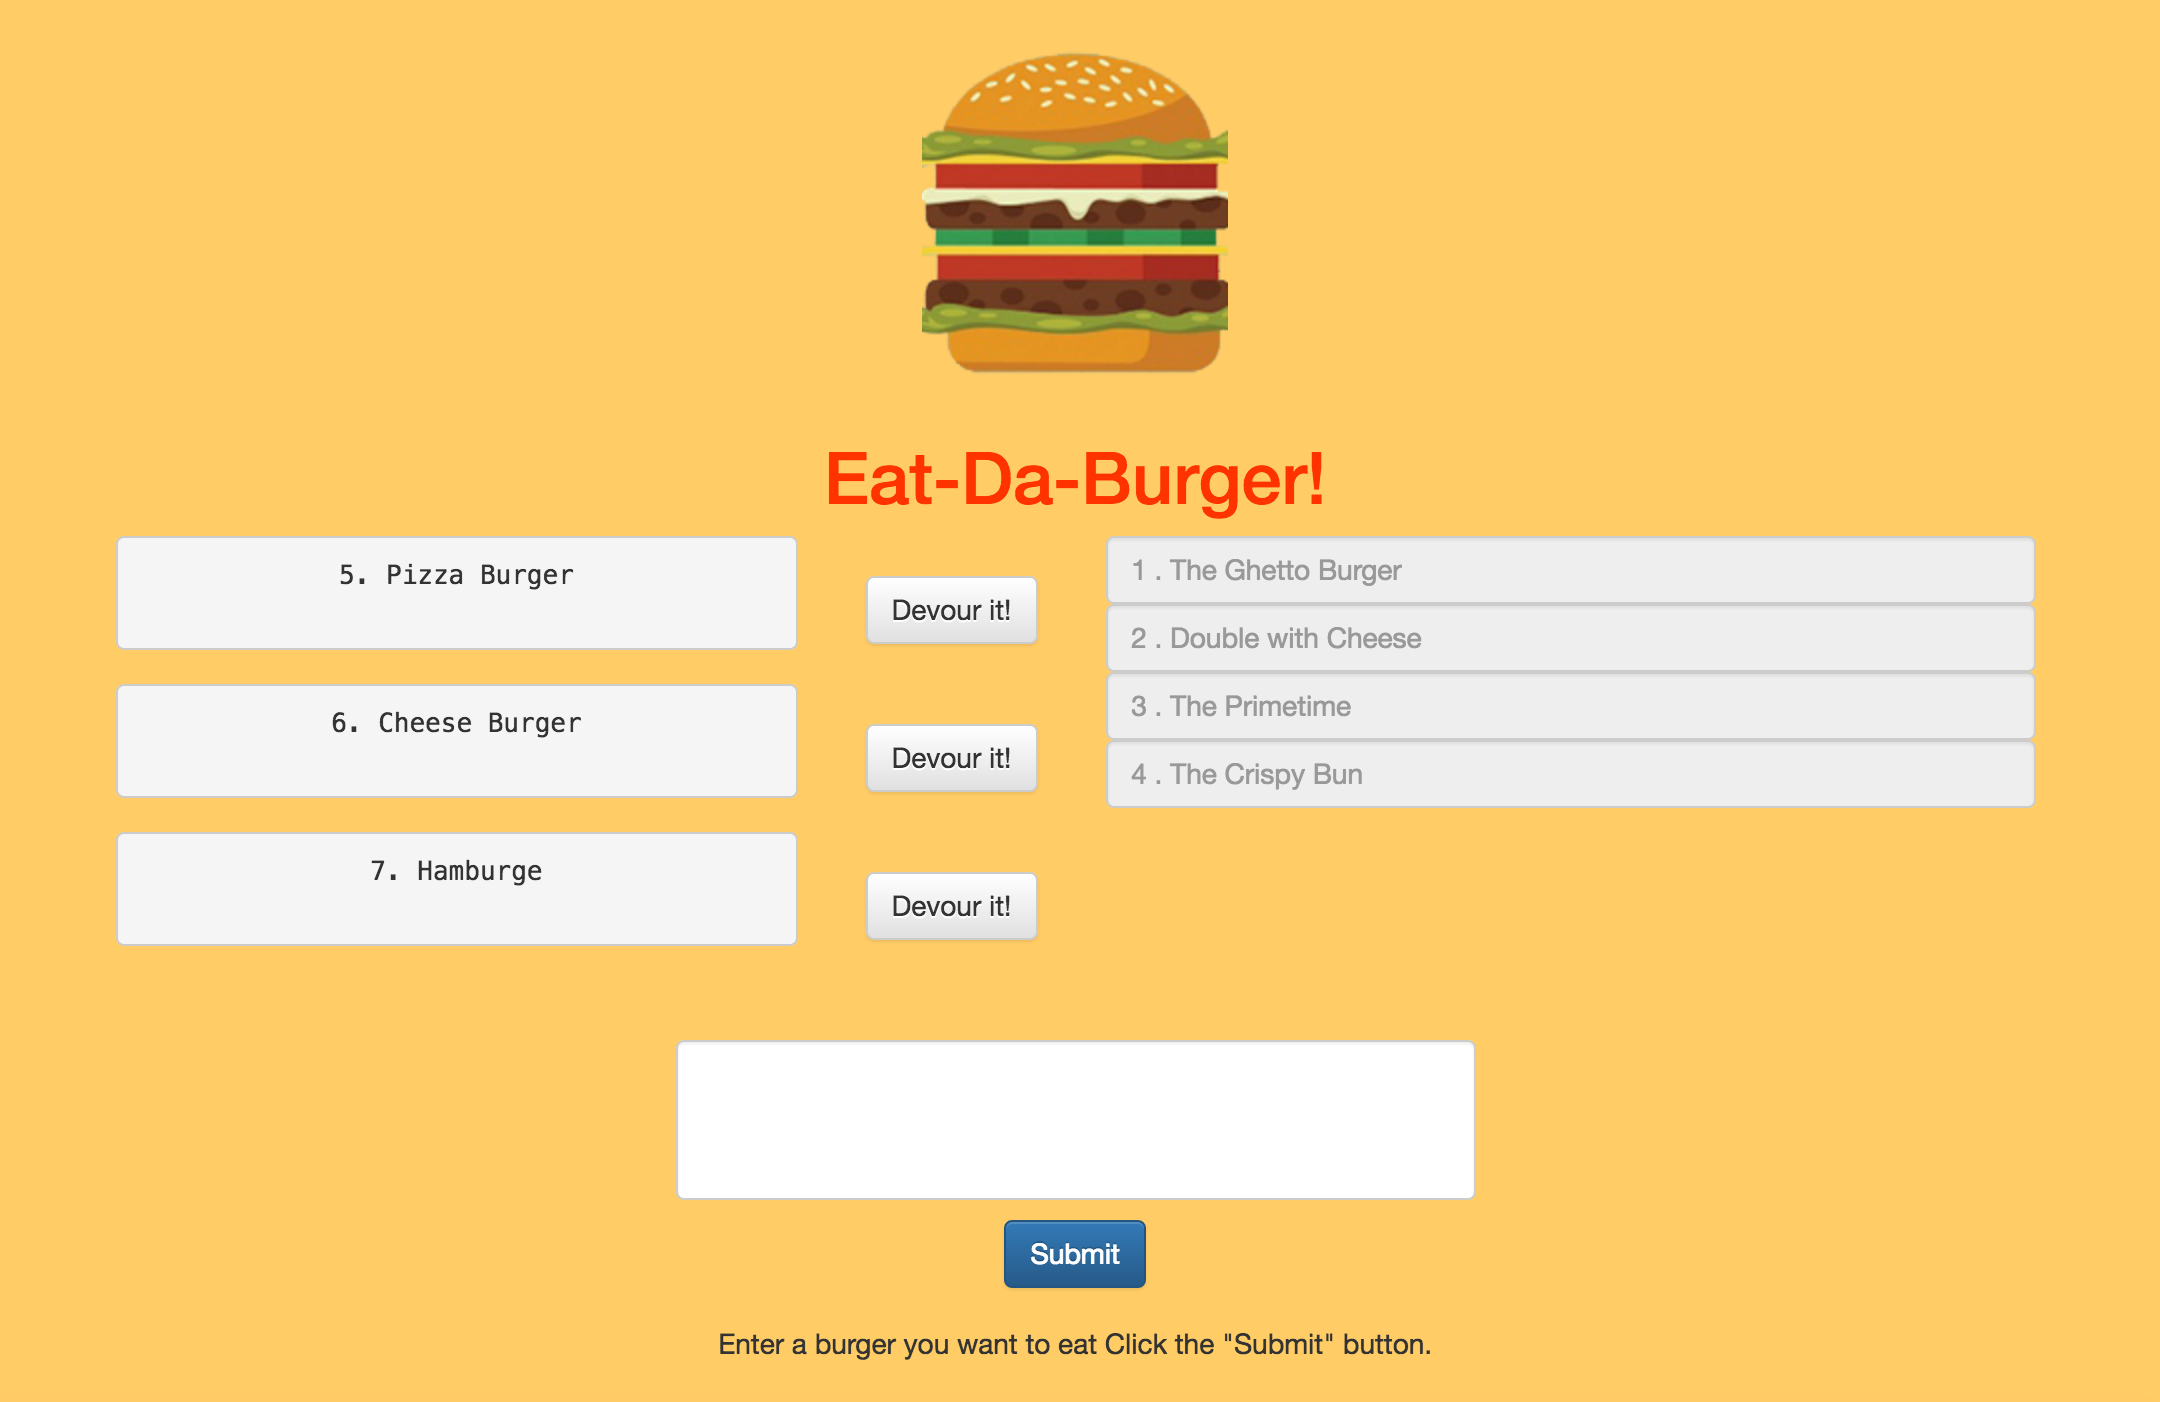 Eat-Da-Burger!
5. Pizza Burger
Devour it!
6. Cheese Burger
Devour it!
7. Hamburge
Devour it!
1 . The Ghetto Burger
2 . Double with Cheese
3 . The Primetime
4 . The Crispy Bun
Submit
Enter a burger you want to eat Click the "Submit" button.